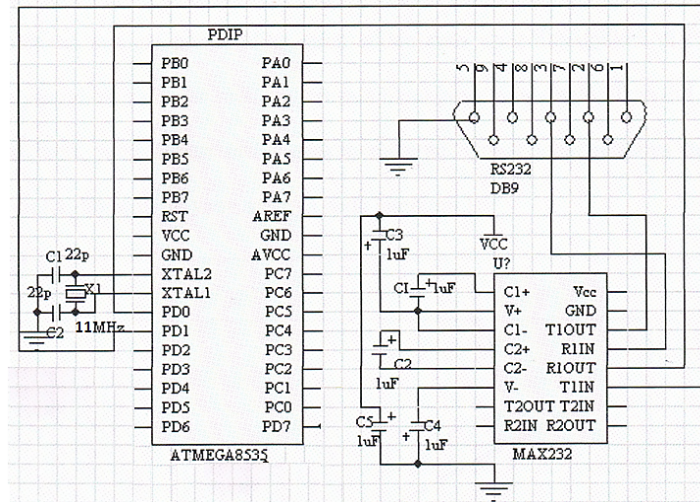 PDIP
PB0 PA0
PB1 PA1
PB2 PA2
PB3 PA3
PB4 PA4
PB5 PA5
PB6 PA6
PB7 PA7
RST AREF
VCC GND
GND AVCC
XTAL2 PC7
XTAL1 PC6
PD0 PC5
PD1 PC4
PD2 PC3
PD3 PC2
PD4 PC1
PD5 PC0
PD6 PD7
ATMEGA8535
C1 22p
22p X1
C2 11MHz
5 9 4 8 3 7 2 6 1
RS232
DB9
C3
+
1uF
VCC
U?
C1 + 1uF
+
C2
1uF
C5 +
1uF
C4
+
1uF
C1+ Vcc
V+ GND
C1- T1OUT
C2+ R1IN
C2- R1OUT
V- T1IN
T2OUT T2IN
R2IN R2OUT
MAX232